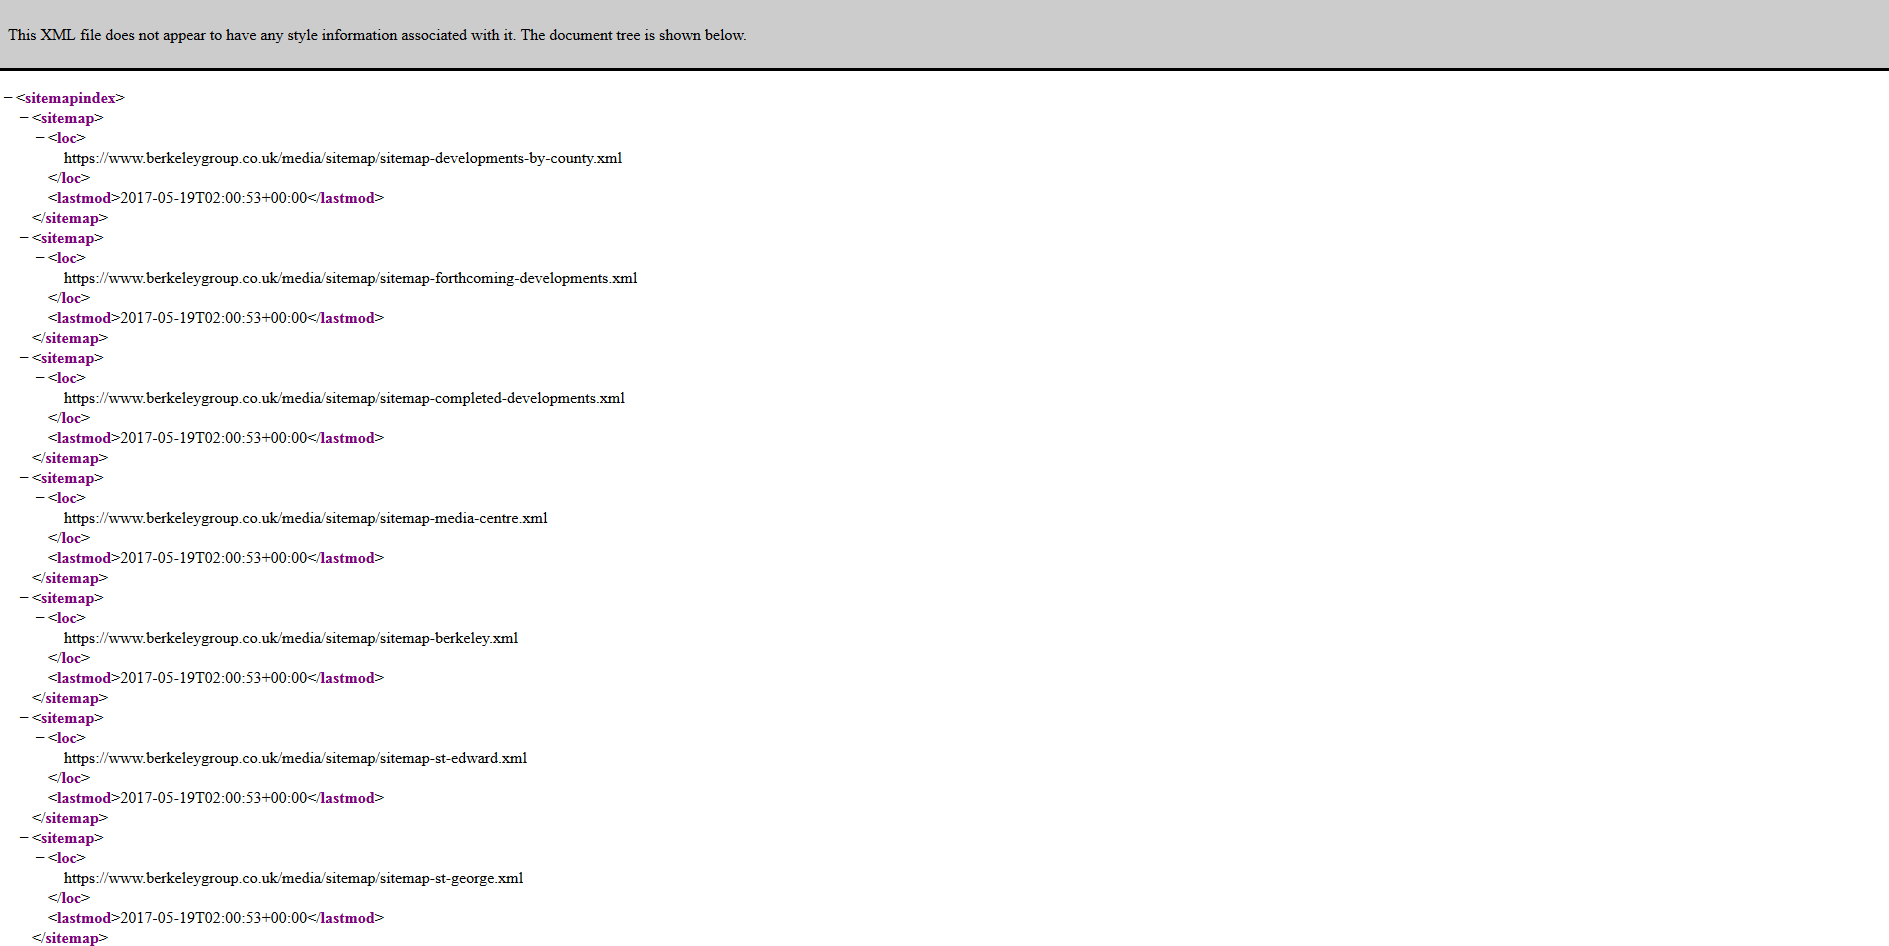 This XML file does not appear to have any style information associated with it. The document tree is shown below.
−<sitemapindex>
−<sitemap>
−<loc>
https://www.berkeleygroup.co.uk/media/sitemap/sitemap-developments-by-county.xml
</loc>
<lastmod>2017-05-19T02:00:53+00:00</lastmod>
</sitemap>
−<sitemap>
−<loc>
https://www.berkeleygroup.co.uk/media/sitemap/sitemap-forthcoming-developments.xml
</loc>
<lastmod>2017-05-19T02:00:53+00:00</lastmod>
</sitemap>
−<sitemap>
−<loc>
https://www.berkeleygroup.co.uk/media/sitemap/sitemap-completed-developments.xml
</loc>
<lastmod>2017-05-19T02:00:53+00:00</lastmod>
</sitemap>
−<sitemap>
−<loc>
https://www.berkeleygroup.co.uk/media/sitemap/sitemap-media-centre.xml
</loc>
<lastmod>2017-05-19T02:00:53+00:00</lastmod>
</sitemap>
−<sitemap>
−<loc>
https://www.berkeleygroup.co.uk/media/sitemap/sitemap-berkeley.xml
</loc>
<lastmod>2017-05-19T02:00:53+00:00</lastmod>
</sitemap>
−<sitemap>
−<loc>
https://www.berkeleygroup.co.uk/media/sitemap/sitemap-st-edward.xml
</loc>
<lastmod>2017-05-19T02:00:53+00:00</lastmod>
</sitemap>
−<sitemap>
−<loc>
https://www.berkeleygroup.co.uk/media/sitemap/sitemap-st-george.xml
</loc>
<lastmod>2017-05-19T02:00:53+00:00</lastmod>
</sitemap>